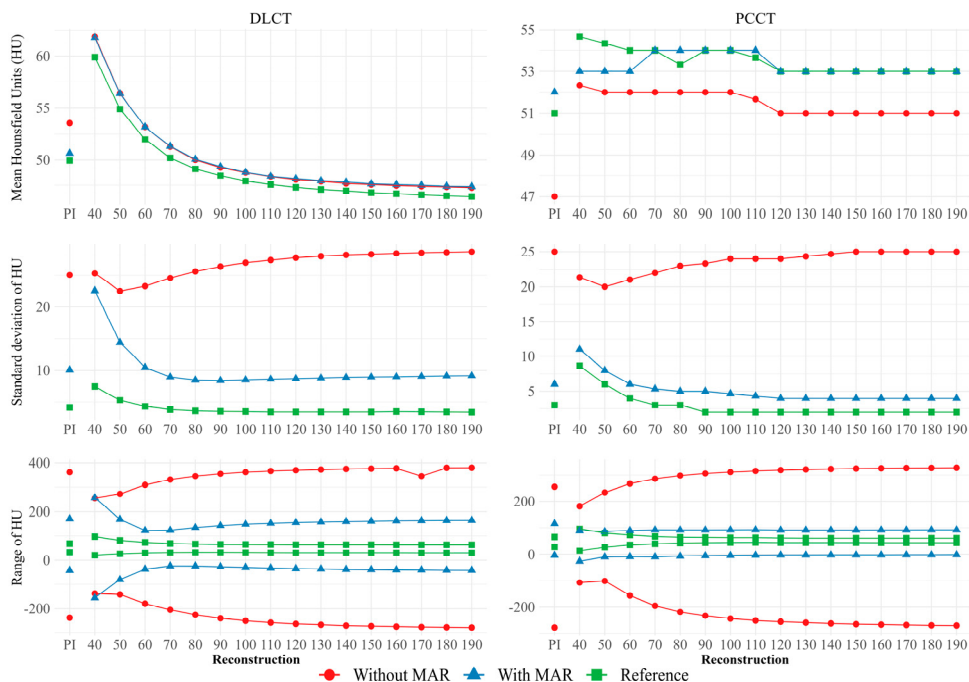 DLCT
PCCT
Mean Hounsfield Units (HU)
60
55
50
PI 40 50 60 70 80 90 100 110 120 130 140 150 160 170 180 190
55
53
51
49
47
PI 40 50 60 70 80 90 100 110 120 130 140 150 160 170 180 190
Standard deviation of HU
20
10
PI 40 50 60 70 80 90 100 110 120 130 140 150 160 170 180 190
25
20
15
10
5
PI 40 50 60 70 80 90 100 110 120 130 140 150 160 170 180 190
Range of HU
400
200
0
-200
PI 40 50 60 70 80 90 100 110 120 130 140 150 160 170 180 190
200
0
-200
PI 40 50 60 70 80 90 100 110 120 130 140 150 160 170 180 190
Reconstruction
Reconstruction
Without MAR With MAR Reference